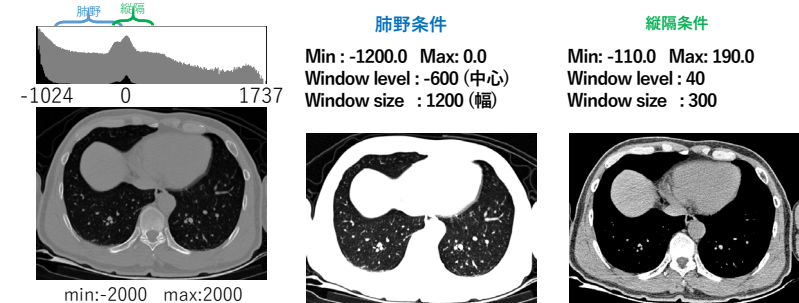 肺野 縦隔
-1024 0 1737
min:-2000 max:2000
肺野条件
Min : -1200.0 Max: 0.0
Window level : -600 (中心)
Window size : 1200 (幅)
縦隔条件
Min: -110.0 Max: 190.0
Window level : 40
Window size : 300